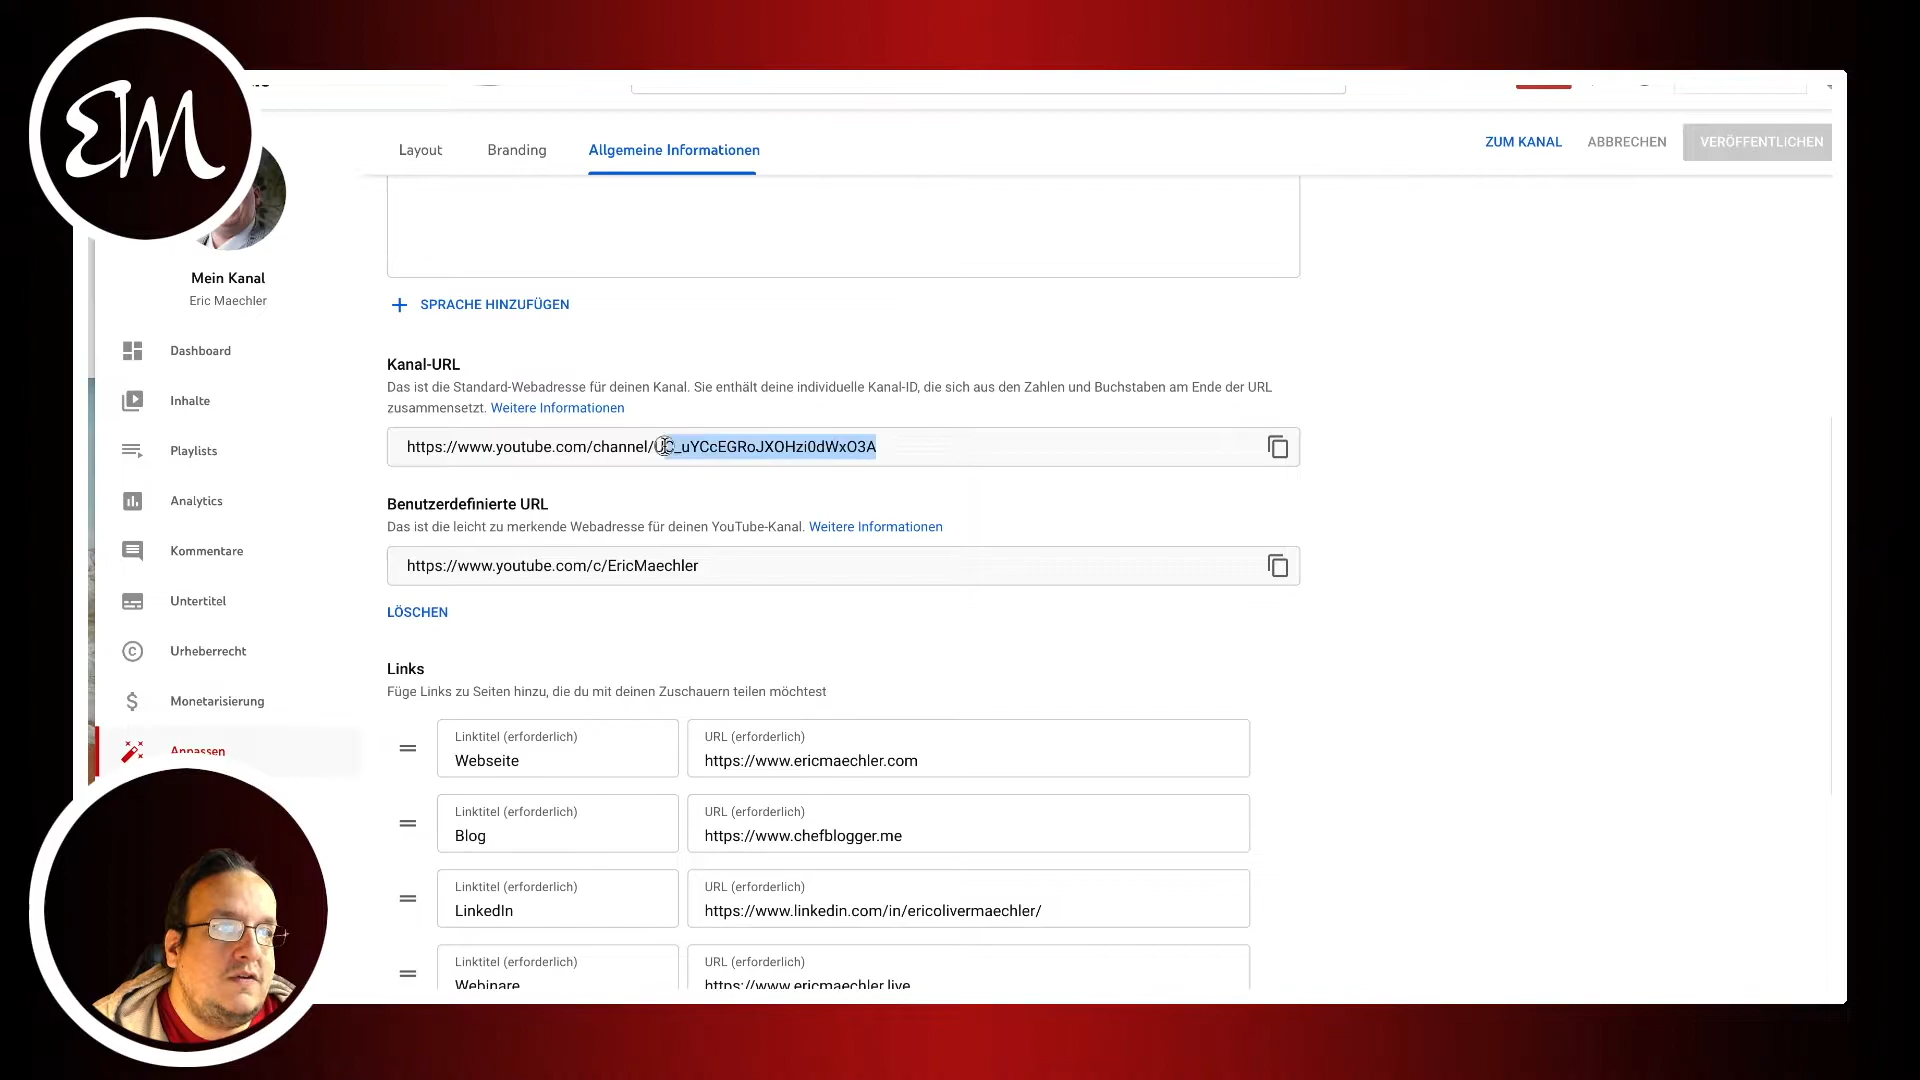 EM
Layout
Branding
Allgemeine Informationen
ZUM KANAL
ABBRECHEN
VERÖFFENTLICHEN
Mein Kanal
Eric Maechler
Dashboard
Inhalte
Playlists
Analytics
Kommentare
Untertitel
Urheberrecht
Monetarisierung
Anpassen
SPRACHE HINZUFÜGEN
Kanal-URL
Das ist die Standard-Webadresse für deinen Kanal. Sie enthält deine individuelle Kanal-ID, die sich aus den Zahlen und Buchstaben am Ende der URL
zusammensetzt. Weitere Informationen
https://www.youtube.com/channel/UC_uYCcEGRoJXOHzi0dWxO3A
Benutzerdefinierte URL
Das ist die leicht zu merkende Webadresse für deinen YouTube-Kanal. Weitere Informationen
https://www.youtube.com/c/EricMaechler
LÖSCHEN
Links
Füge Links zu Seiten hinzu, die du mit deinen Zuschauern teilen möchtest
Linktitel (erforderlich)
Webseite
URL (erforderlich)
https://www.ericmaechler.com
Linktitel (erforderlich)
Blog
URL (erforderlich)
https://www.chefblogger.me
Linktitel (erforderlich)
LinkedIn
URL (erforderlich)
https://www.linkedin.com/in/ericolivermaechler/
Linktitel (erforderlich)
Webinare
URL (erforderlich)
https://www.ericmaechler.live